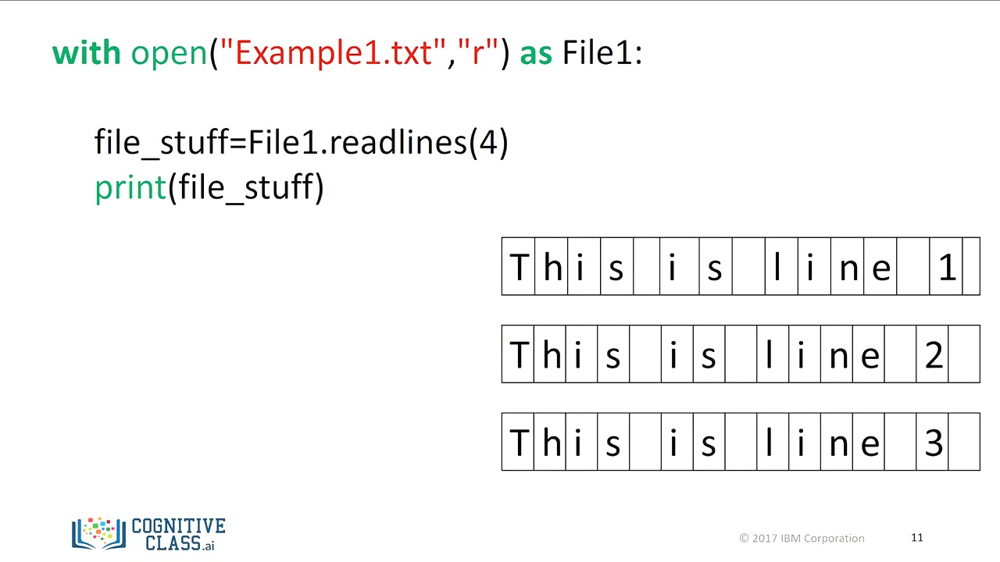 with open("Example1.txt","r") as File1:
file_stuff=File1.readlines(4)
print(file_stuff)
This is line 1
This is line 2
This is line 3
COGNITIVE
CLASS.ai
© 2017 IBM Corporation
11